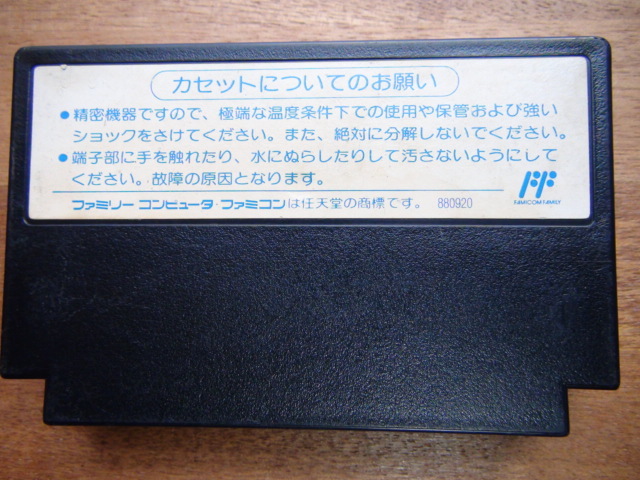 カセットについてのお願い
●精密機器ですので、極端な温度条件下での使用や保管および強い
ショックをさけてください。また、絶対に分解しないでください。
●端子部に手を触れたり、水にぬらしたりして汚さないようにして
ください。故障の原因となります。
ファミリー コンピュータ・ファミコンは任天堂の商標です。 880920
FAMICOM FAMILY